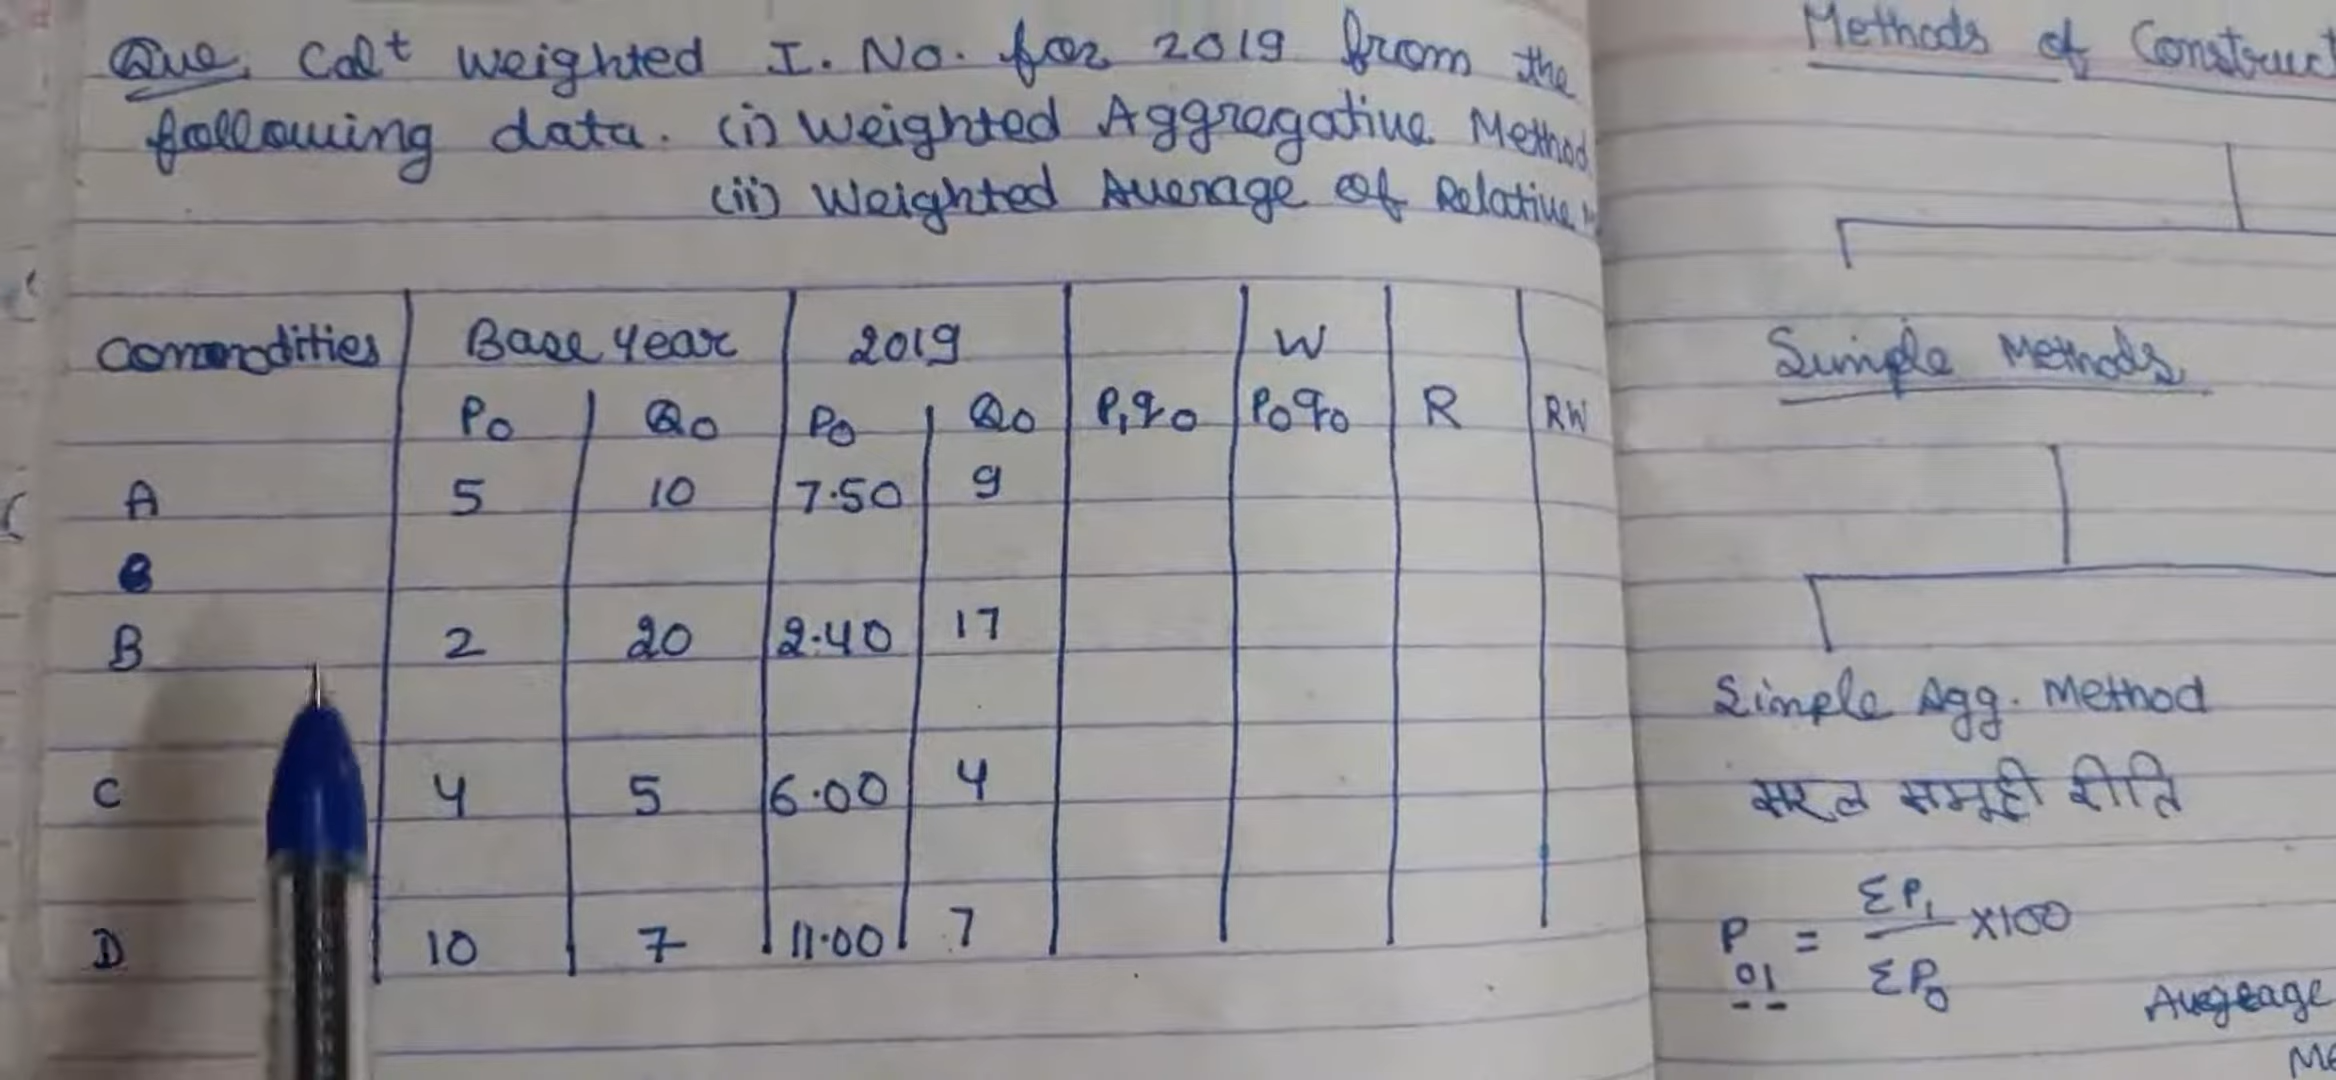 Que. Calt weighted I. No. for 2019 from the
following data. (i) Weighted Aggregative Method
(ii) Weighted Average of Relative
Commodities Base year 2019 W
P0 Q0 P0 Q0 P1q0 P0q0 R RW
A 5 10 7.50 9
B 2 20 2.40 17
C 4 5 6.00 4
D 10 7 11.00 7
Methods of Construct
Simple Methods
Simple Agg. Method
सरल समूही रीति
P01 = ΣP1 / ΣP0 ×100
Average